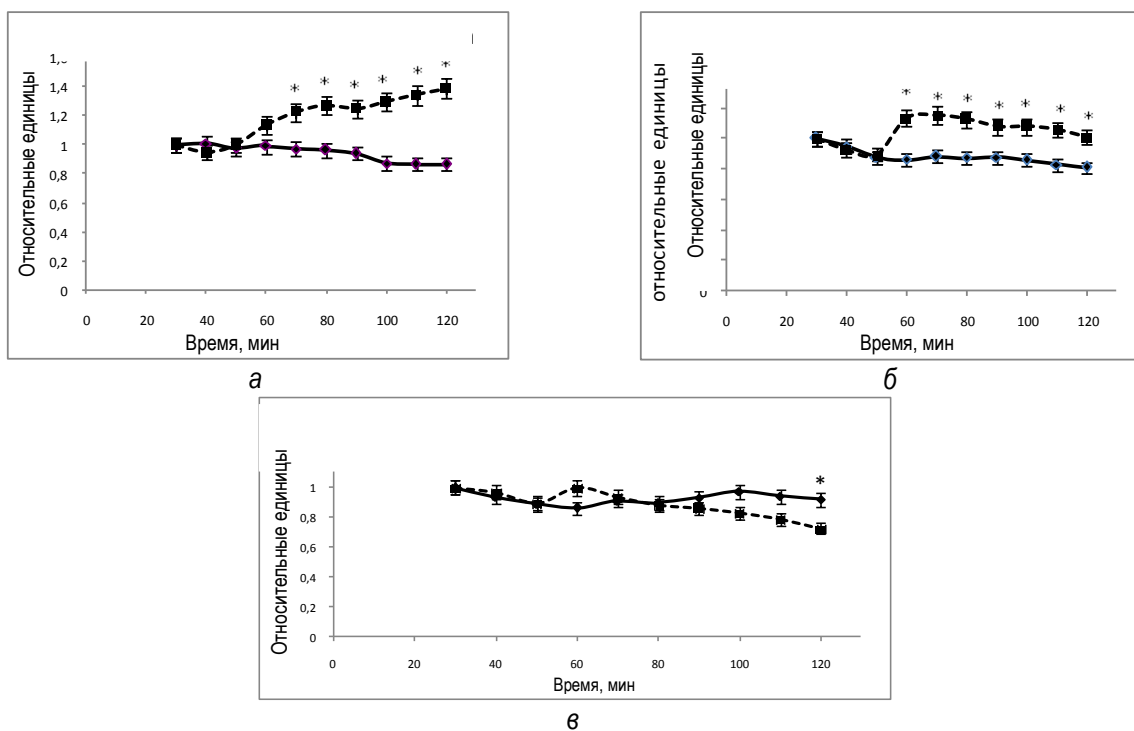 Относительные единицы
1,4
1,2
1
0,8
0,6
0,4
0,2
0
0 20 40 60 80 100 120
Время, мин
* * * * * *
а
относительные единицы
Относительные единицы
* * * * * * *
0 20 40 60 80 100 120
Время, мин
б
Относительные единицы
*
1
0,8
0,6
0,4
0,2
0
0 20 40 60 80 100 120
Время, мин
в